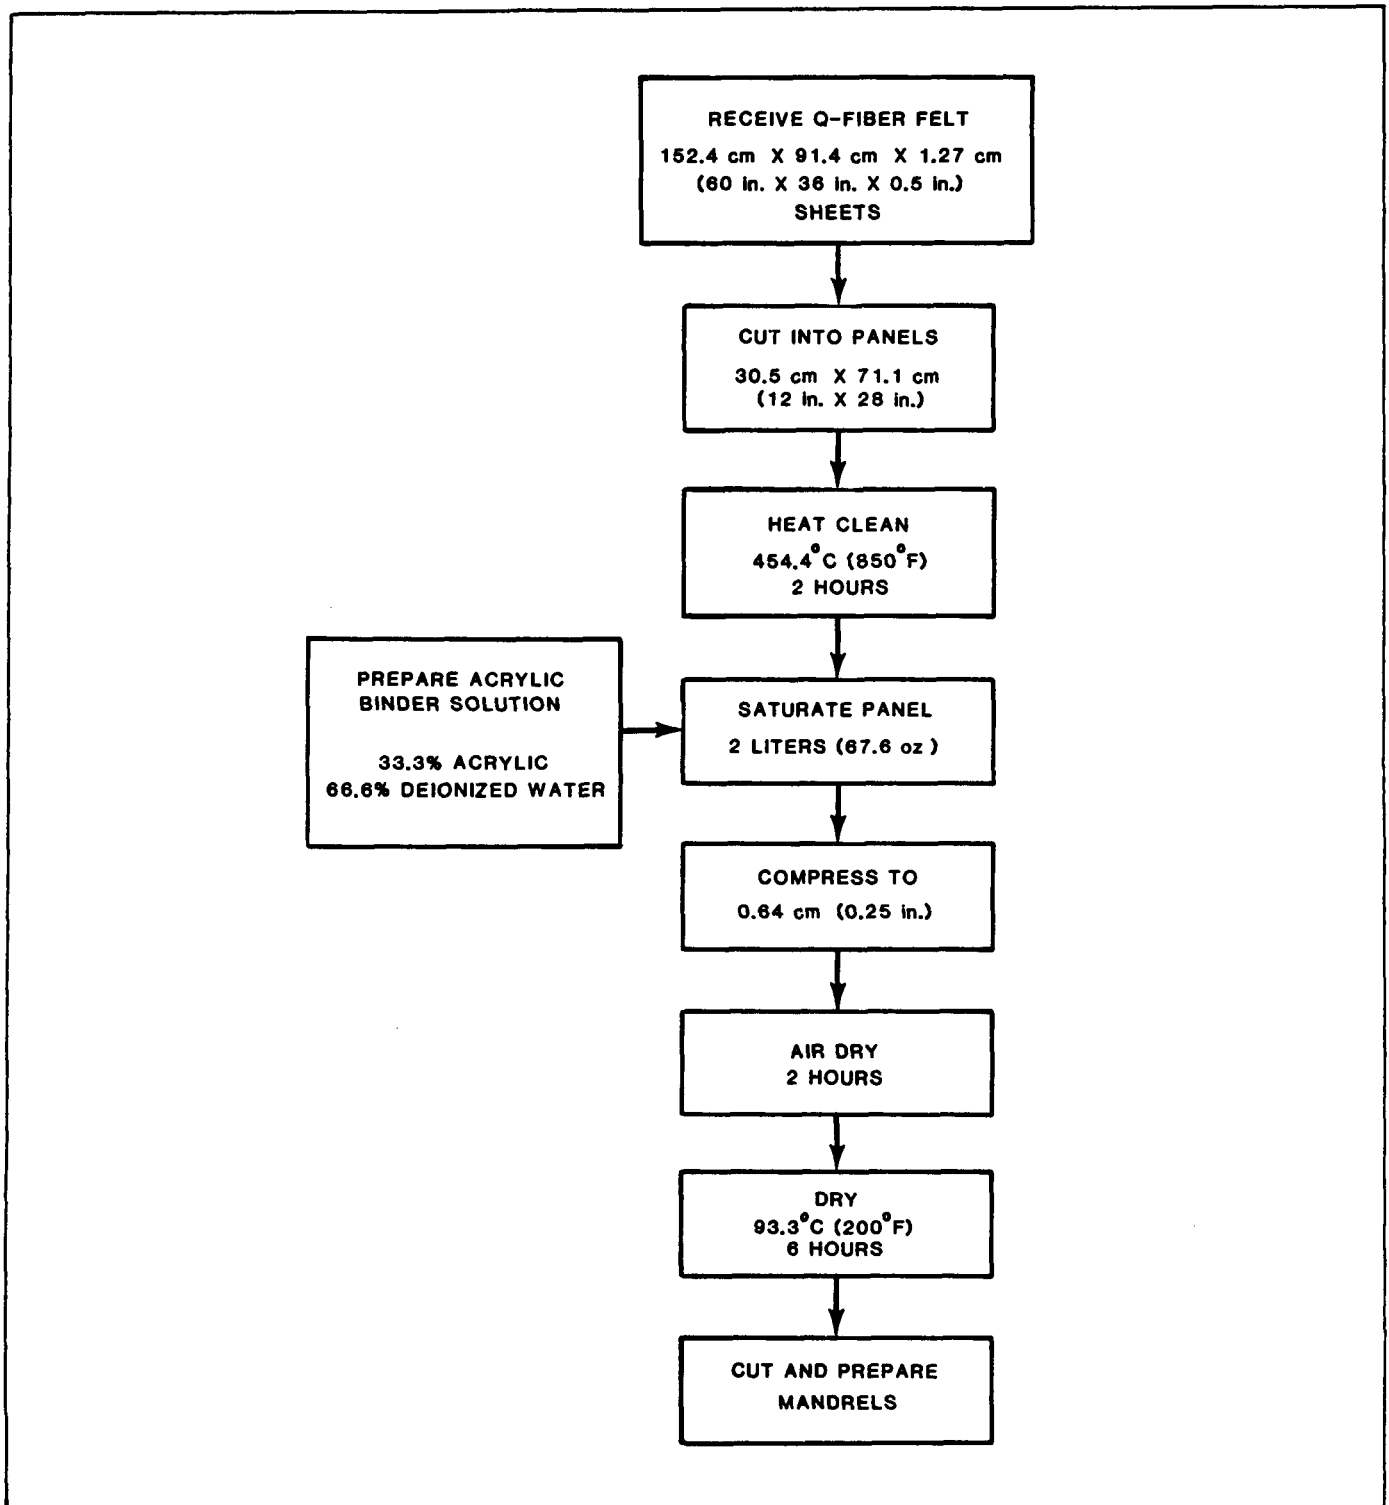 RECEIVE Q-FIBER FELT
152.4 cm X 91.4 cm X 1.27 cm
(60 in. X 36 in. X 0.5 in.)
SHEETS
CUT INTO PANELS
30.5 cm X 71.1 cm
(12 in. X 28 in.)
HEAT CLEAN
454.4°C (850°F)
2 HOURS
PREPARE ACRYLIC
BINDER SOLUTION
33.3% ACRYLIC
66.6% DEIONIZED WATER
SATURATE PANEL
2 LITERS (67.6 oz )
COMPRESS TO
0.64 cm (0.25 in.)
AIR DRY
2 HOURS
DRY
93.3°C (200°F)
6 HOURS
CUT AND PREPARE
MANDRELS